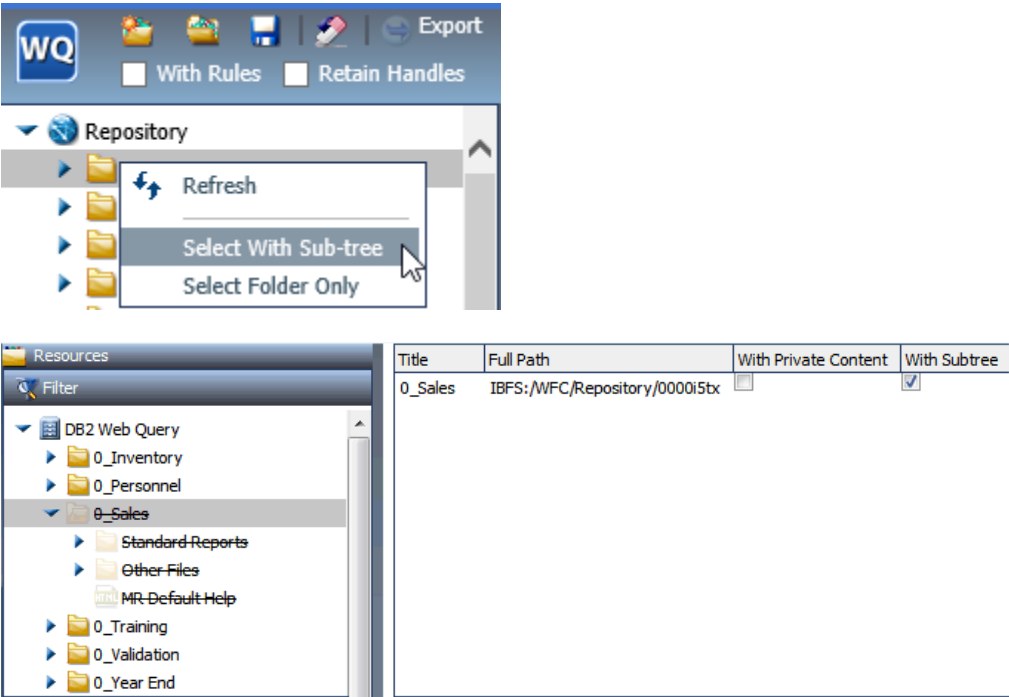 WQ
Export
With Rules Retain Handles
Repository
Refresh
Select With Sub-tree
Select Folder Only
Resources
Filter
DB2 Web Query
0_Inventory
0_Personnel
0_Sales
Standard Reports
Other Files
MR Default Help
0_Training
0_Validation
0_Year End
Title Full Path With Private Content With Subtree
0_Sales IBFS:/WFC/Repository/0000i5tx